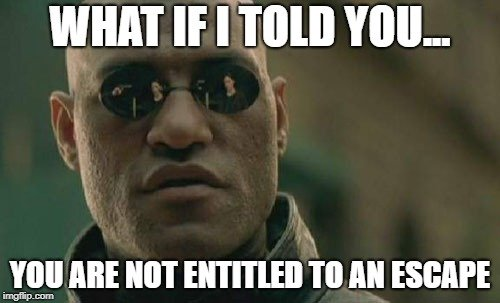 WHAT IF I TOLD YOU...
YOU ARE NOT ENTITLED TO AN ESCAPE
imgflip.com